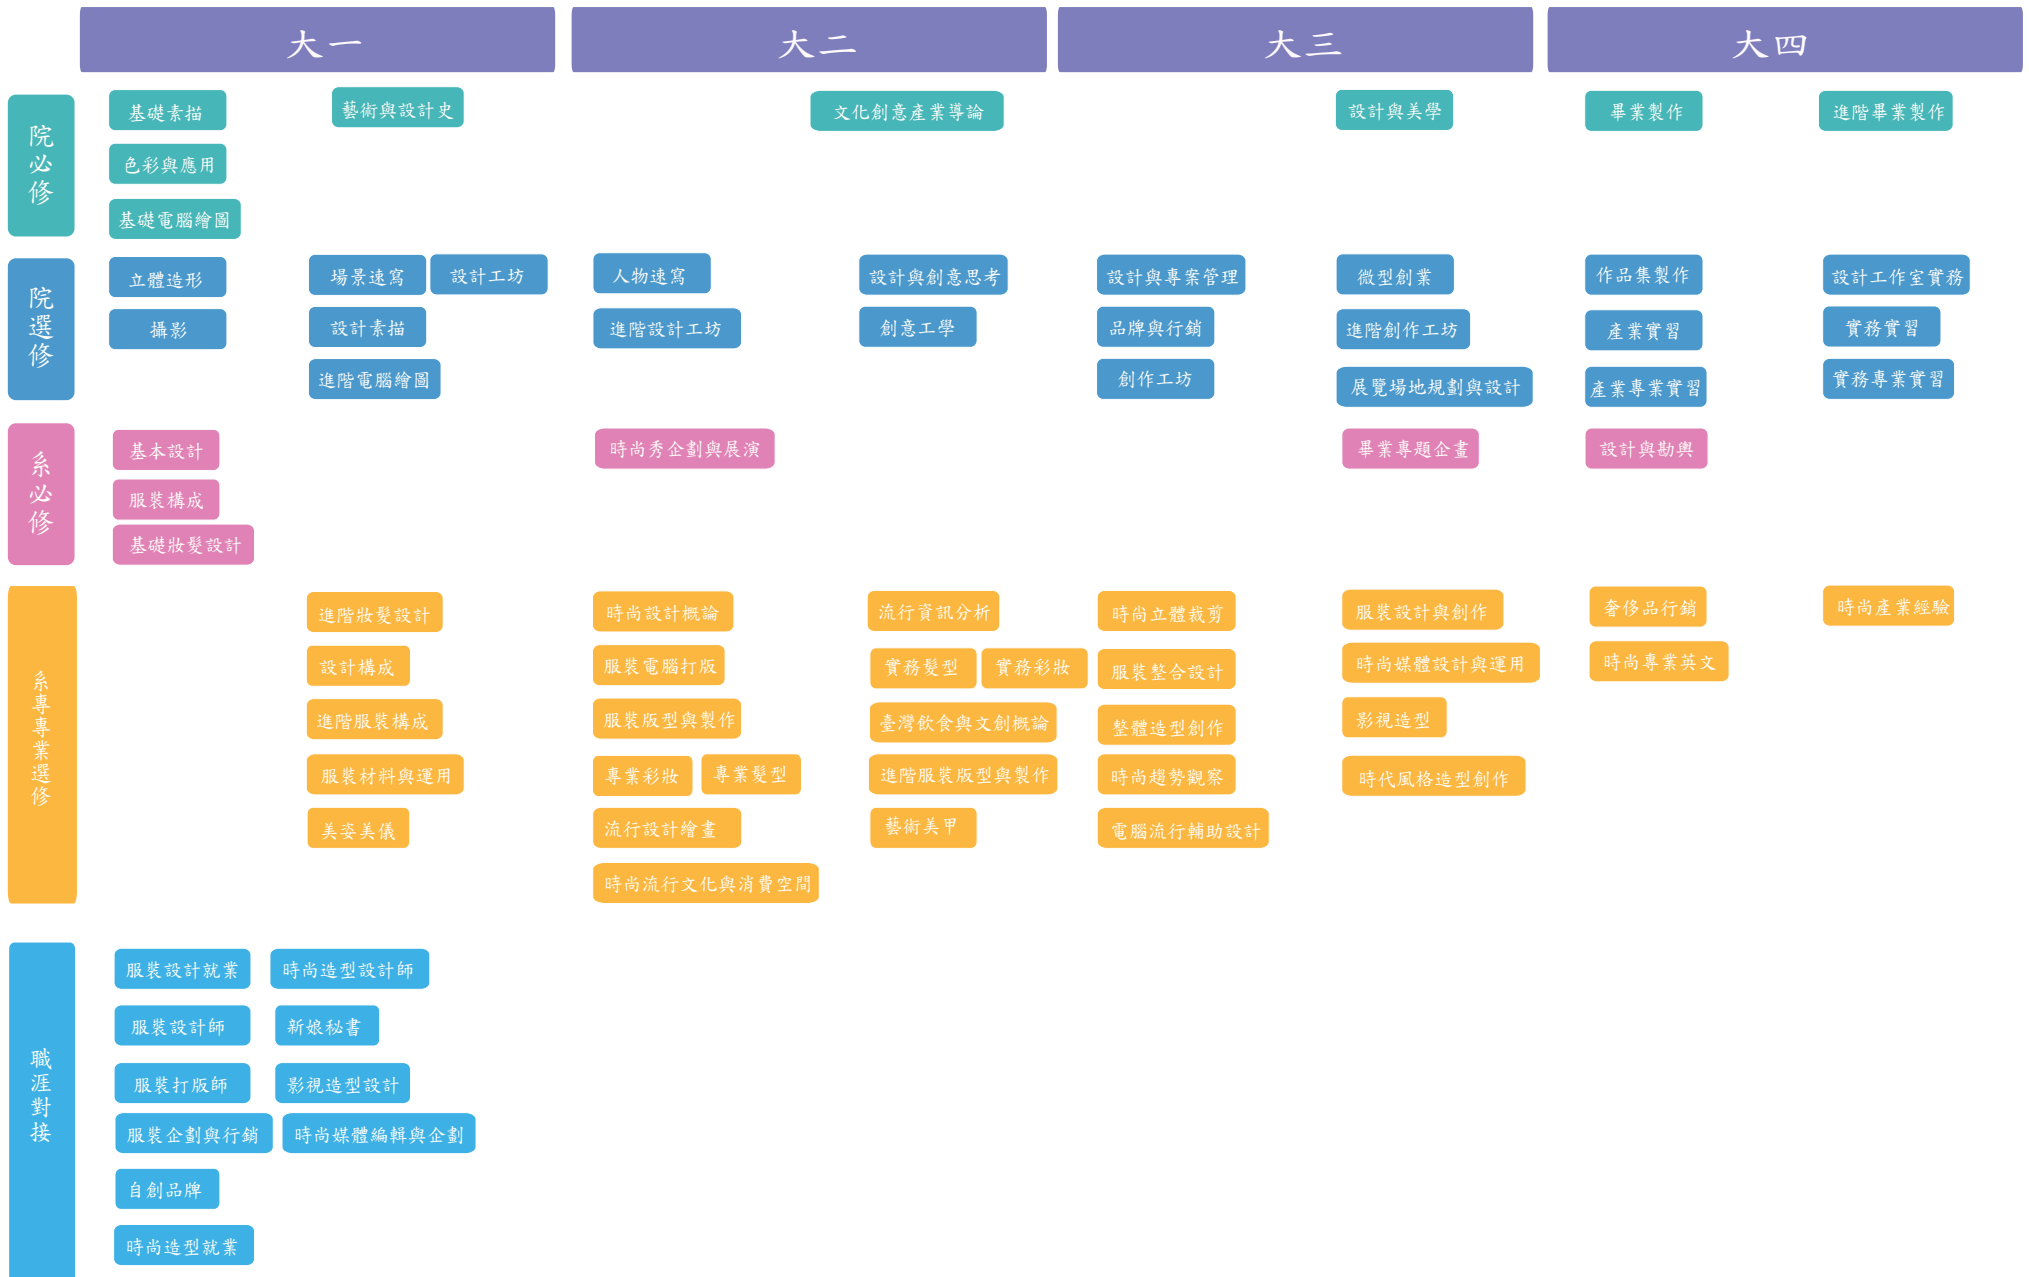 大一
大二
大三
大四
院必修
基礎素描
藝術與設計史
文化創意產業導論
設計與美學
畢業製作
進階畢業製作
色彩與應用
基礎電腦繪圖
院選修
立體造形
場景速寫
設計工坊
人物速寫
設計與創意思考
設計與專案管理
微型創業
作品集製作
設計工作室實務
攝影
設計素描
進階設計工坊
創意工學
品牌與行銷
進階創作工坊
產業實習
實務實習
進階電腦繪圖
創作工坊
展覽場地規劃與設計
產業專業實習
實務專業實習
系必修
基本設計
時尚秀企劃與展演
畢業專題企畫
設計與勘輿
服裝構成
基礎妝髮設計
系專專業選修
進階妝髮設計
時尚設計概論
流行資訊分析
時尚立體裁剪
服裝設計與創作
奢侈品行銷
時尚產業經驗
設計構成
服裝電腦打版
實務髮型
實務彩妝
服裝整合設計
時尚媒體設計與運用
時尚專業英文
進階服裝構成
服裝版型與製作
臺灣飲食與文創概論
整體造型創作
影視造型
服裝材料與運用
專業彩妝
專業髮型
進階服裝版型與製作
時尚趨勢觀察
時代風格造型創作
美姿美儀
流行設計繪畫
藝術美甲
電腦流行輔助設計
時尚流行文化與消費空間
職涯對接
服裝設計就業
時尚造型設計師
服裝設計師
新娘秘書
服裝打版師
影視造型設計
服裝企劃與行銷
時尚媒體編輯與企劃
自創品牌
時尚造型就業